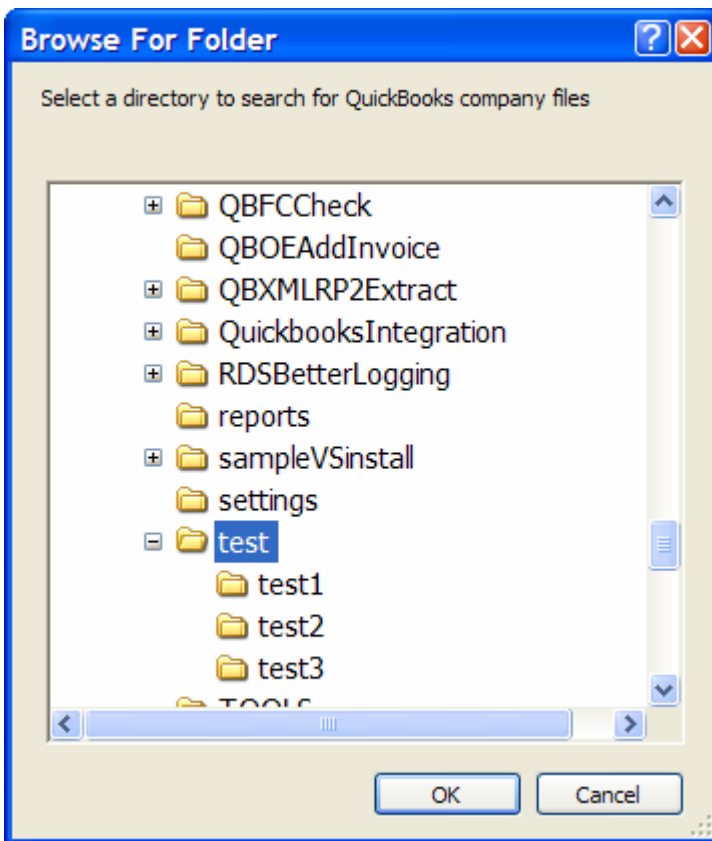 Browse For Folder
Select a directory to search for QuickBooks company files
QBFCCheck
QBOEAddInvoice
QBXMLRP2Extract
QuickbooksIntegration
RDSBetterLogging
reports
sampleVSinstall
settings
test
test1
test2
test3
TOOLS
OK Cancel